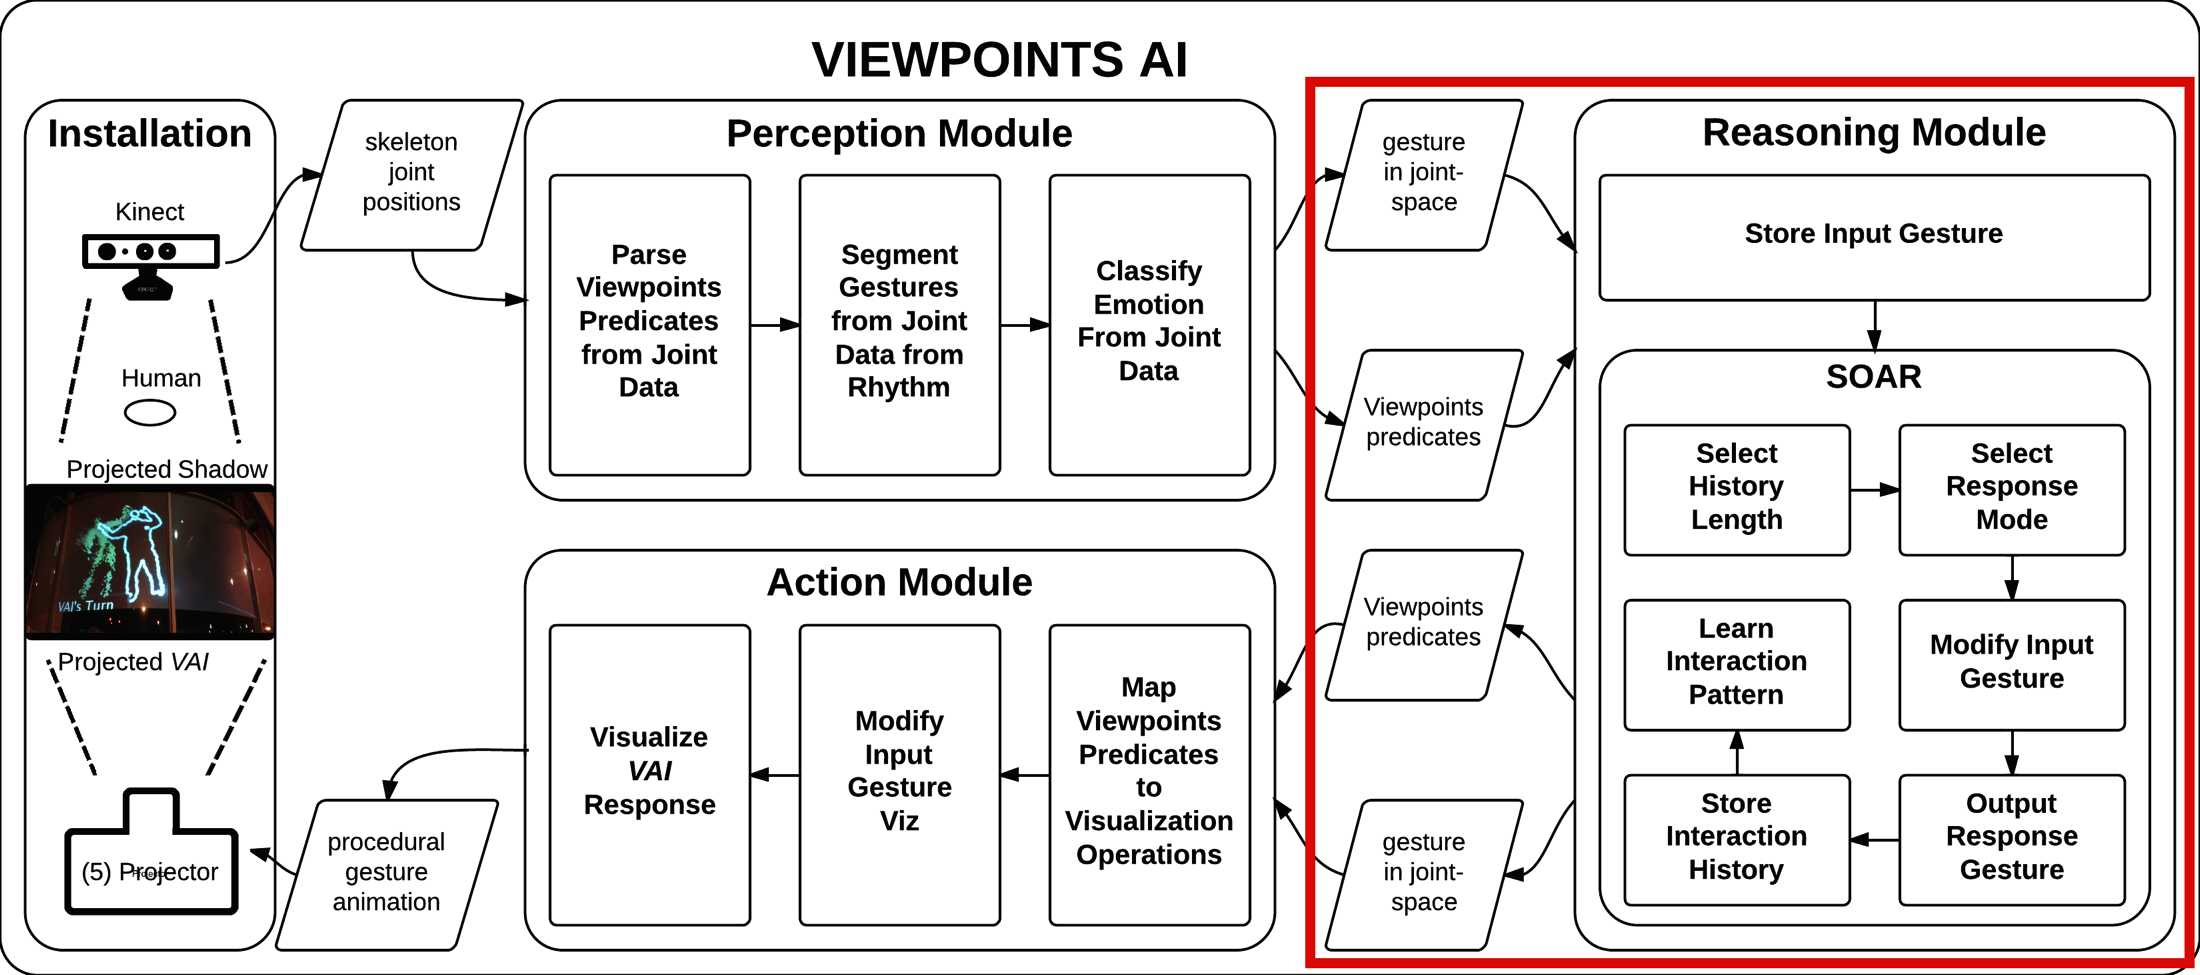 VIEWPOINTS AI
Installation
Kinect
Human
Projected Shadow
VAI's Turn
Projected VAI
(5) Projector
skeleton
joint
positions
Perception Module
Parse
Viewpoints
Predicates
from Joint
Data
Segment
Gestures
from Joint
Data from
Rhythm
Classify
Emotion
From Joint
Data
gesture
in joint-
space
Viewpoints
predicates
Reasoning Module
Store Input Gesture
SOAR
Select
History
Length
Select
Response
Mode
Modify Input
Gesture
Output
Response
Gesture
Store
Interaction
History
Learn
Interaction
Pattern
Viewpoints
predicates
gesture
in joint-
space
Action Module
Map
Viewpoints
Predicates
to
Visualization
Operations
Modify
Input
Gesture
Viz
Visualize
VAI
Response
procedural
gesture
animation